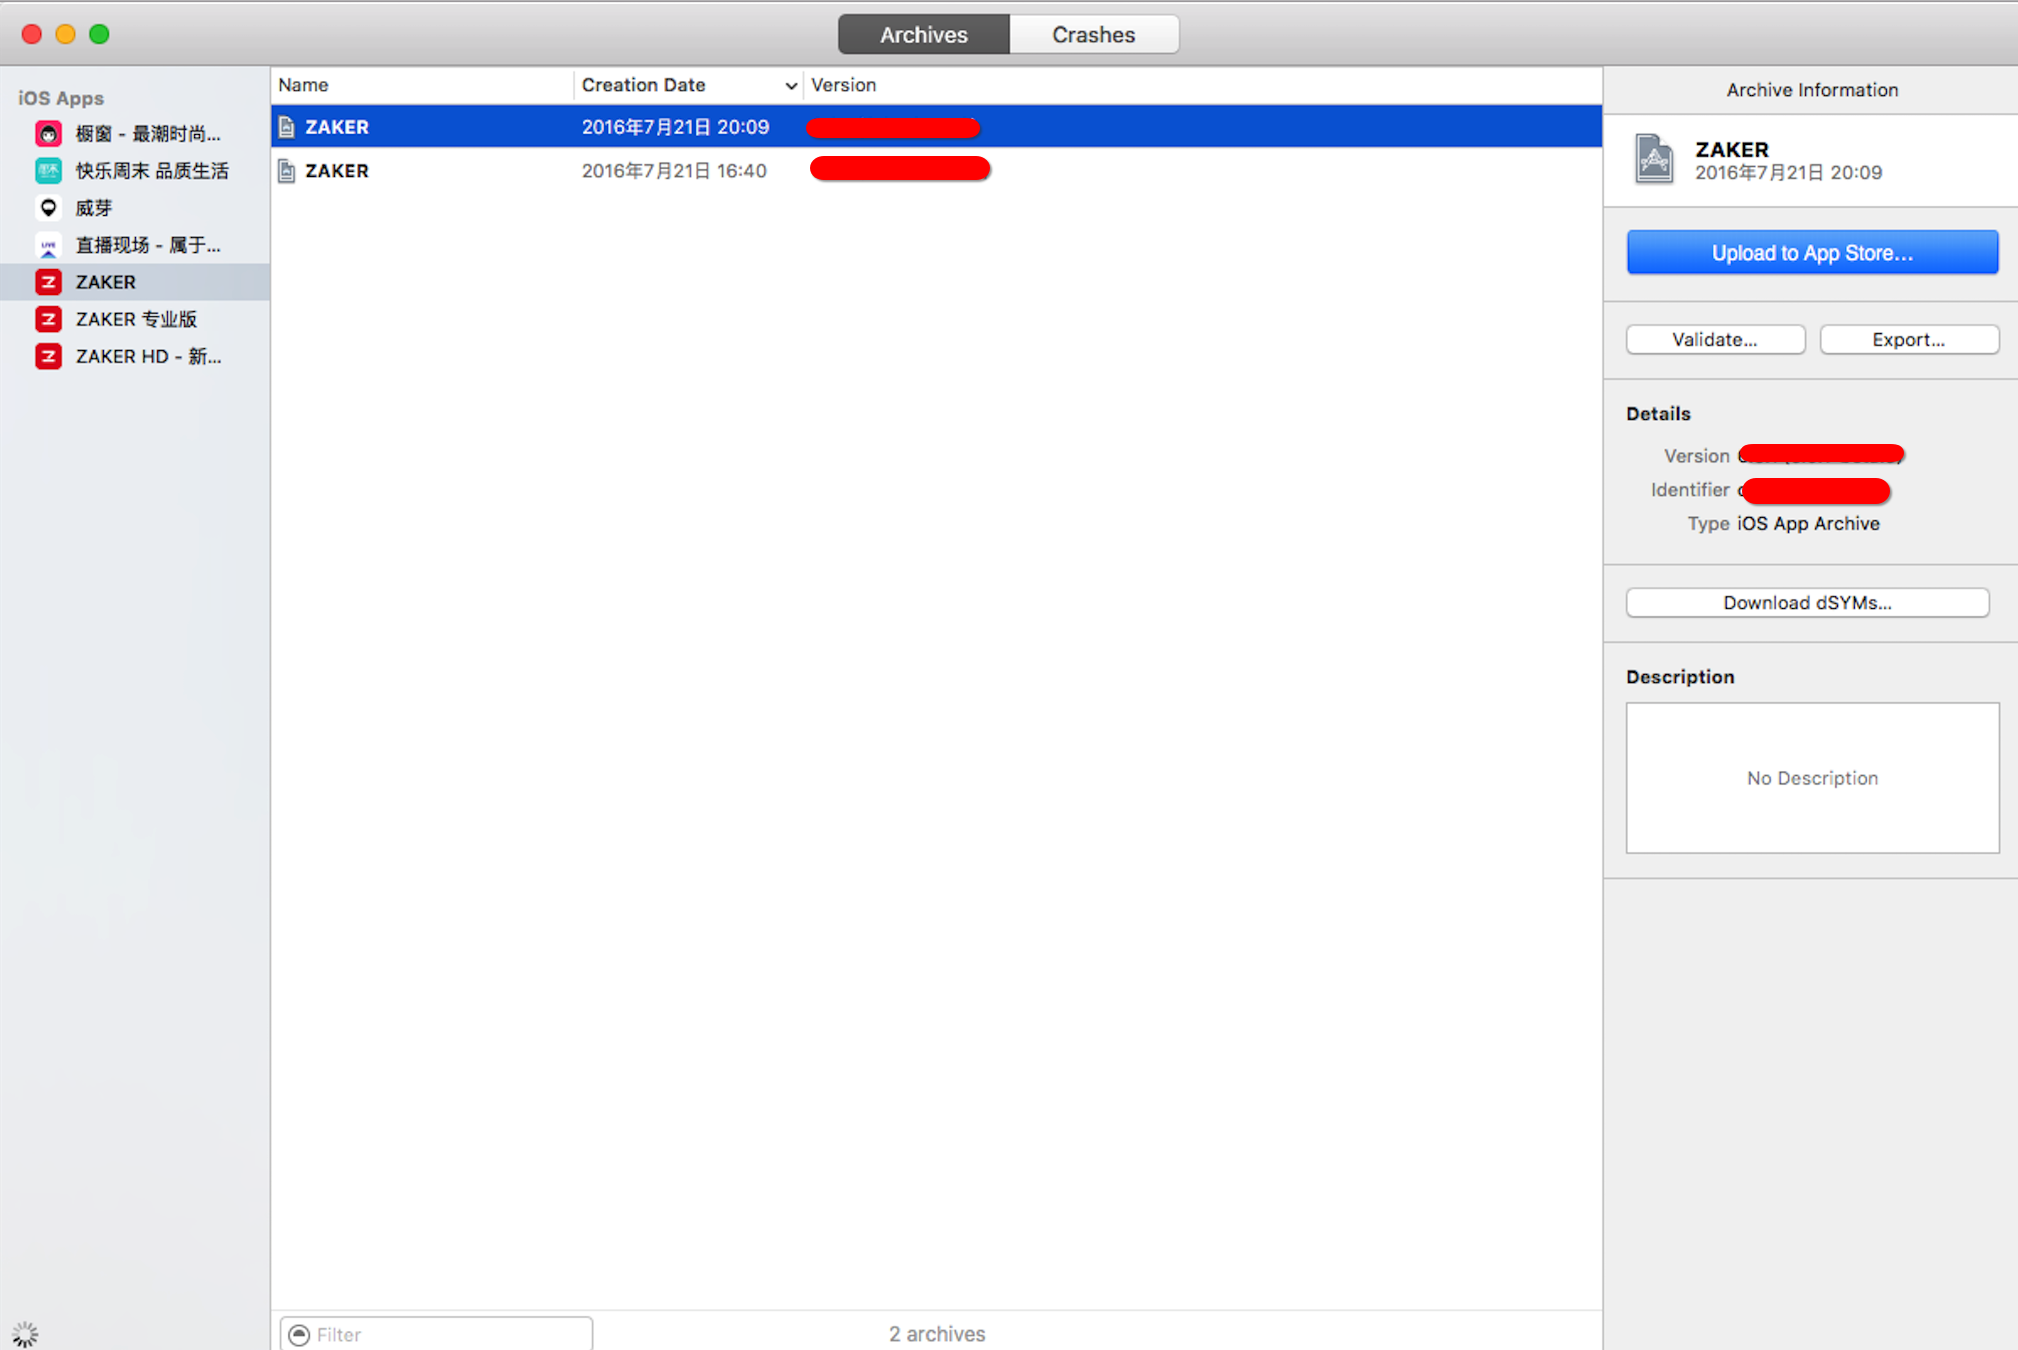 Archives Crashes
iOS Apps
橱窗 - 最潮时尚...
快乐周末 品质生活
威芽
直播现场 - 属于...
ZAKER
ZAKER 专业版
ZAKER HD - 新...
Name Creation Date Version
ZAKER 2016年7月21日 20:09
ZAKER 2016年7月21日 16:40
Filter
2 archives
Archive Information
ZAKER
2016年7月21日 20:09
Upload to App Store...
Validate... Export...
Details
Version
Identifier
Type iOS App Archive
Download dSYMs...
Description
No Description